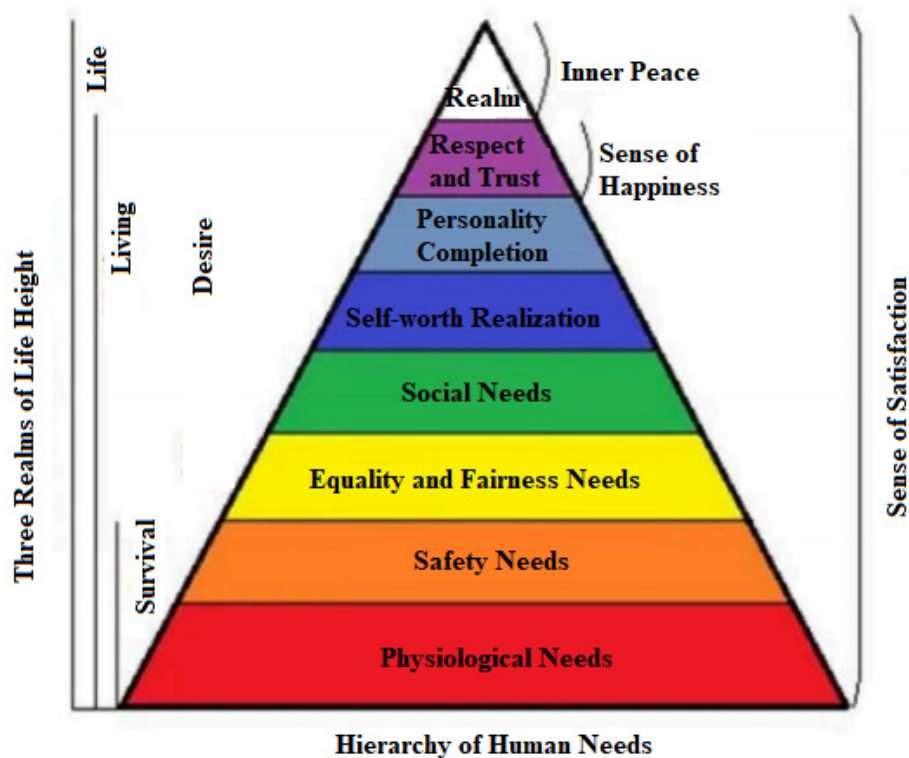 Life
Inner Peace
Realm
Respect
and Trust
Sense of
Happiness
Living
Desire
Personality
Completion
Three Realms of Life Height
Self-worth Realization
Sense of Satisfaction
Social Needs
Equality and Fairness Needs
Survival
Safety Needs
Physiological Needs
Hierarchy of Human Needs